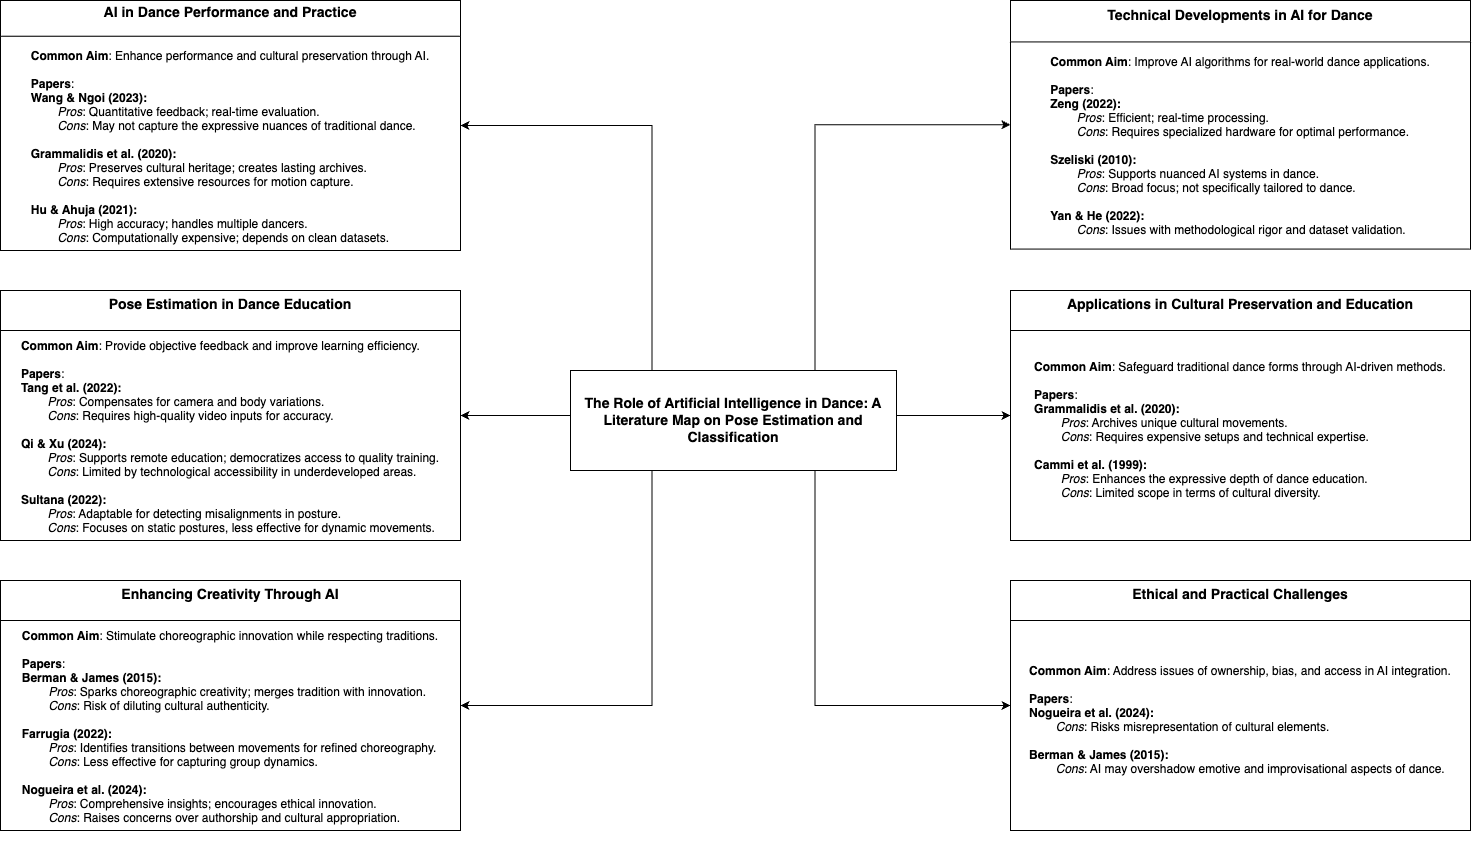 AI in Dance Performance and Practice
Common Aim: Enhance performance and cultural preservation through AI.
Papers:
Wang & Ngoi (2023):
Pros: Quantitative feedback; real-time evaluation.
Cons: May not capture the expressive nuances of traditional dance.
Grammalidis et al. (2020):
Pros: Preserves cultural heritage; creates lasting archives.
Cons: Requires extensive resources for motion capture.
Hu & Ahuja (2021):
Pros: High accuracy; handles multiple dancers.
Cons: Computationally expensive; depends on clean datasets.
Technical Developments in AI for Dance
Common Aim: Improve AI algorithms for real-world dance applications.
Papers:
Zeng (2022):
Pros: Efficient; real-time processing.
Cons: Requires specialized hardware for optimal performance.
Szeliski (2010):
Pros: Supports nuanced AI systems in dance.
Cons: Broad focus; not specifically tailored to dance.
Yan & He (2022):
Cons: Issues with methodological rigor and dataset validation.
Pose Estimation in Dance Education
Common Aim: Provide objective feedback and improve learning efficiency.
Papers:
Tang et al. (2022):
Pros: Compensates for camera and body variations.
Cons: Requires high-quality video inputs for accuracy.
Qi & Xu (2024):
Pros: Supports remote education; democratizes access to quality training.
Cons: Limited by technological accessibility in underdeveloped areas.
Sultana (2022):
Pros: Adaptable for detecting misalignments in posture.
Cons: Focuses on static postures, less effective for dynamic movements.
The Role of Artificial Intelligence in Dance: A
Literature Map on Pose Estimation and
Classification
Applications in Cultural Preservation and Education
Common Aim: Safeguard traditional dance forms through AI-driven methods.
Papers:
Grammalidis et al. (2020):
Pros: Archives unique cultural movements.
Cons: Requires expensive setups and technical expertise.
Cammi et al. (1999):
Pros: Enhances the expressive depth of dance education.
Cons: Limited scope in terms of cultural diversity.
Enhancing Creativity Through AI
Common Aim: Stimulate choreographic innovation while respecting traditions.
Papers:
Berman & James (2015):
Pros: Sparks choreographic creativity; merges tradition with innovation.
Cons: Risk of diluting cultural authenticity.
Farrugia (2022):
Pros: Identifies transitions between movements for refined choreography.
Cons: Less effective for capturing group dynamics.
Nogueira et al. (2024):
Pros: Comprehensive insights; encourages ethical innovation.
Cons: Raises concerns over authorship and cultural appropriation.
Ethical and Practical Challenges
Common Aim: Address issues of ownership, bias, and access in AI integration.
Papers:
Nogueira et al. (2024):
Cons: Risks misrepresentation of cultural elements.
Berman & James (2015):
Cons: AI may overshadow emotive and improvisational aspects of dance.